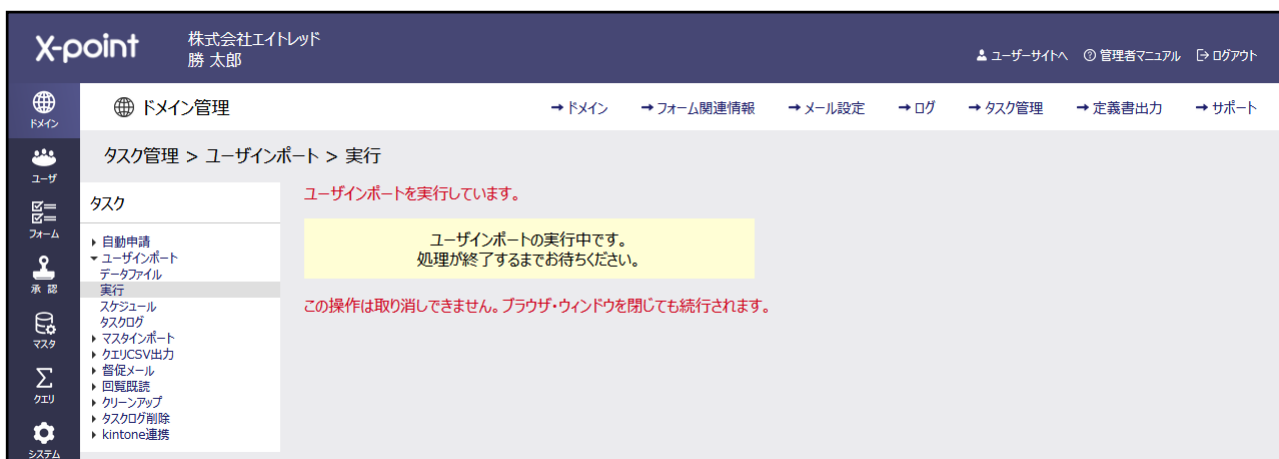 X-point
株式会社エイトレッド
勝 太郎
ユーザーサイトへ 管理者マニュアル ログアウト
ドメイン
ドメイン管理
→ ドメイン → フォーム関連情報 → メール設定 → ログ → タスク管理 → 定義書出力 → サポート
ユーザ
フォーム
承 認
マスタ
クエリ
システム
タスク管理 > ユーザインポート > 実行
タスク
自動申請
ユーザインポート
データファイル
実行
スケジュール
タスクログ
マスタインポート
クエリCSV出力
督促メール
回覧既読
クリーンアップ
タスクログ削除
kintone連携
ユーザインポートを実行しています。
ユーザインポートの実行中です。
処理が終了するまでお待ちください。
この操作は取り消しできません。ブラウザ・ウィンドウを閉じても続行されます。